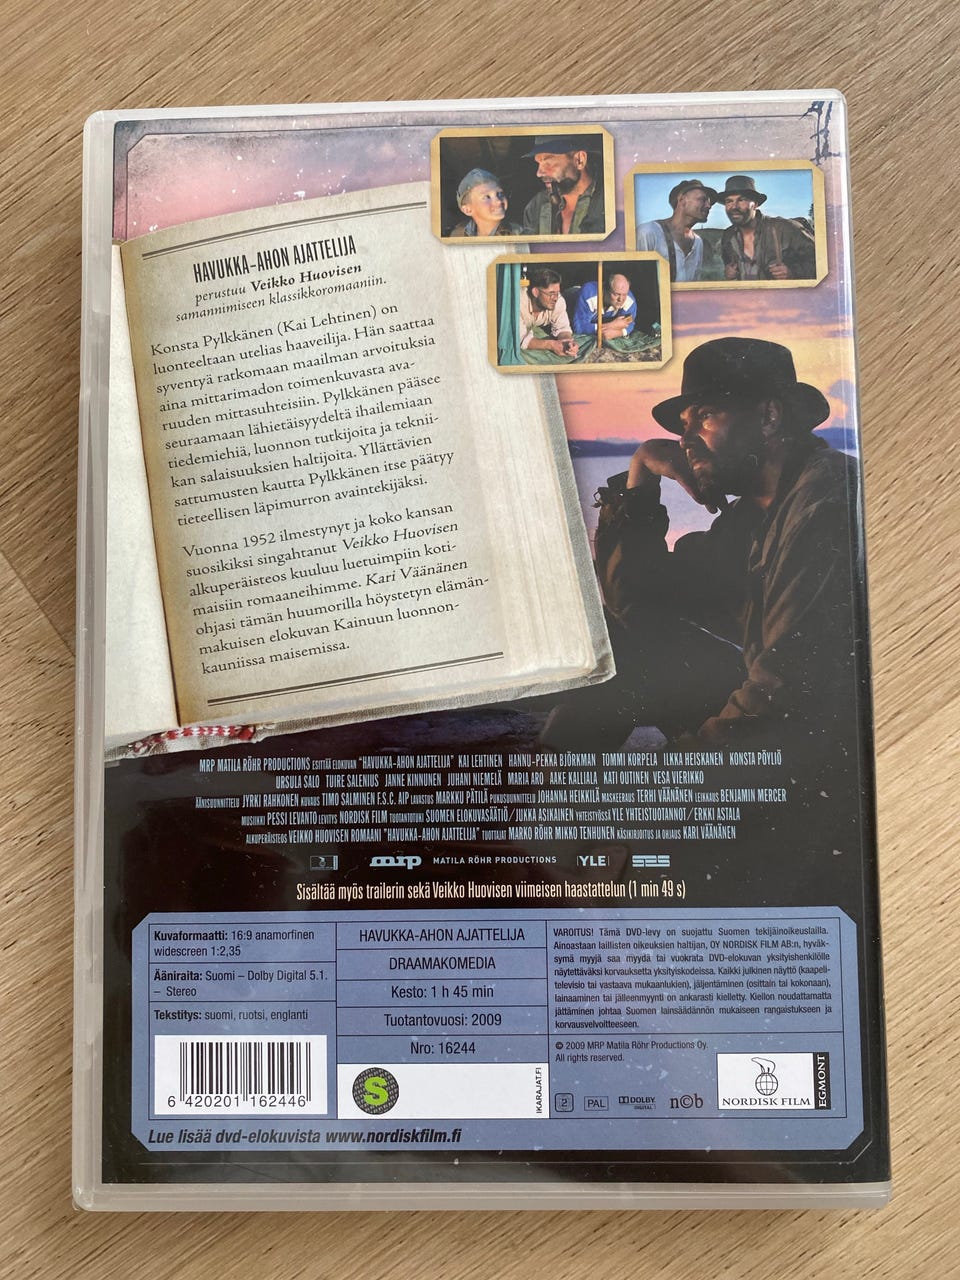 HAVUKKA-AHON AJATTELIJA
perustuu Veikko Huovisen
samannimiseen klassikkoromaaniin.
Konsta Pylkkänen (Kai Lehtinen) on
luonteeltaan utelias haaveilija. Hän saattaa
syventyä ratkomaan maailman arvoituksia
aina mittarimadon toimenkuvasta ava-
ruuden mittasuhteisiin. Pylkkänen pääsee
seuraamaan lähietäisyydeltä ihailemiaan
tiedemiehiä, luonnon tutkijoita ja teknii-
kan salaisuuksien haltijoita. Yllättävien
sattumusten kautta Pylkkänen itse päätyy
tieteellisen läpimurron avaintekijäksi.
Vuonna 1952 ilmestynyt ja koko kansan
suosikiksi singahtanut Veikko Huovisen
alkuperäisteos kuuluu luetuimpiin koti-
maisiin romaaneihimme. Kari Väänänen
ohjasi tämän huumorilla höystetyn elämän-
makuisen elokuvan Kainuun luonnon-
kauniissa maisemissa.
MRP MATILA RÖHR PRODUCTIONS ESITTÄÄ ELOKUVAN "HAVUKKA-AHON AJATTELIJA" KAI LEHTINEN HANNU-PEKKA BJÖRKMAN TOMMI KORPELA ILKKA HEISKANEN KONSTA PÖYLIÖ
URSULA SALO TUIRE SALENIUS JANNE KINNUNEN JUHANI NIEMELÄ MARJA ARO AAKE KALLIALA KATI OUTINEN VESA VIERIKKO
ÄÄNISUUNNITTELU JYRKI RAHKONEN KUVAUS TIMO SALMINEN F.S.C. AIP LAVASTUS MARKKU PÄTILÄ PUKUSUUNNITTELU JOHANNA HEIKKILÄ MASKEERAUS TERHI VÄÄNÄNEN LEIKKAUS BENJAMIN MERCER
MUSIIKKI PESSI LEVANTO LEVITYS NORDISK FILM TUOTANTOTUKI SUOMEN ELOKUVASÄÄTIÖ/JUKKA ASIKAINEN YHTEISTYÖSSÄ YLE YHTEISTUOTANNOT/ERKKI ASTALA
ALKUPERÄISTEOS VEIKKO HUOVISEN ROMAANI "HAVUKKA-AHON AJATTELIJA" TUOTTAJAT MARKO RÖHR MIKKO TENHUNEN KÄSIKIRJOITUS JA OHJAUS KARI VÄÄNÄNEN
mrp MATILA RÖHR PRODUCTIONS YLE SES
Sisältää myös trailerin sekä Veikko Huovisen viimeisen haastattelun (1 min 49 s)
Kuvaformaatti: 16:9 anamorfinen
widescreen 1:2,35
Ääniraita: Suomi – Dolby Digital 5.1.
– Stereo
Tekstitys: suomi, ruotsi, englanti
6 420201 162446
HAVUKKA-AHON AJATTELIJA
DRAAMAKOMEDIA
Kesto: 1 h 45 min
Tuotantovuosi: 2009
Nro: 16244
S
IKARAJAT.FI
VAROITUS! Tämä DVD-levy on suojattu Suomen tekijäinoikeuslailla.
Ainoastaan laillisten oikeuksien haltijan, OY NORDISK FILM AB:n, hyväk-
symä myyjä saa myydä tai vuokrata DVD-elokuvan yksityishenkilölle
näytettäväksi korvauksetta yksityiskodeissa. Kaikki julkinen näyttö (kaapeli-
televisio tai vastaava mukaanlukien), jäljentäminen (osittain tai kokonaan),
lainaaminen tai jälleenmyynti on ankarasti kielletty. Kiellon noudattamatta
jättäminen johtaa Suomen lainsäädännön mukaiseen rangaistukseen ja
korvausvelvoitteeseen.
© 2009 MRP Matila Röhr Productions Oy.
All rights reserved.
2 PAL DOLBY DIGITAL ncb
NORDISK FILM EGMONT
Lue lisää dvd-elokuvista www.nordiskfilm.fi